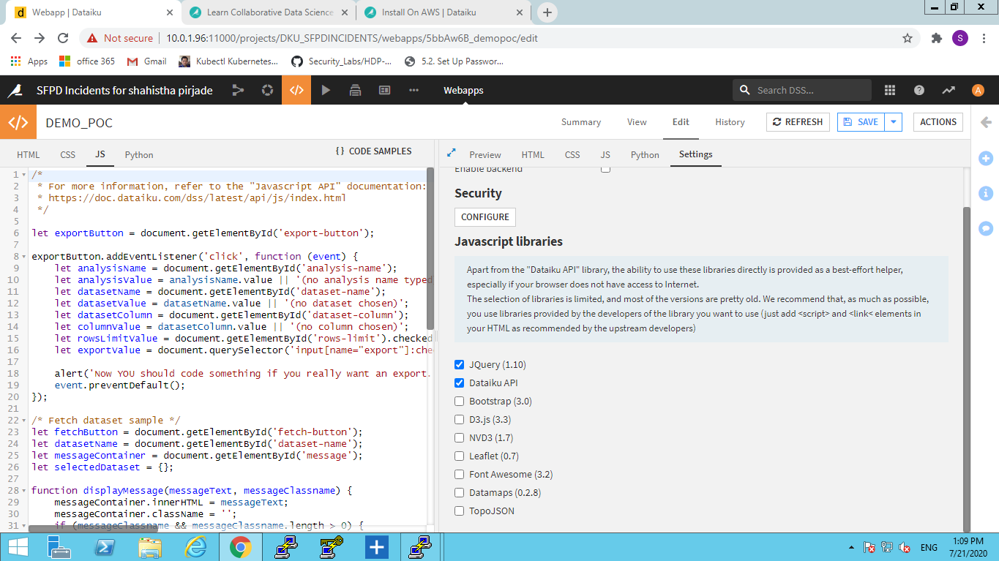 Webapp | Dataiku
Learn Collaborative Data Science
Install On AWS | Dataiku
Not secure | 10.0.1.96:11000/projects/DKU_SFPDINCIDENTS/webapps/5bbAw6B_demopoc/edit
S
Apps office 365 Gmail Kubectl Kubernetes... Security_Labs/HDP-... 5.2. Set Up Passwor...
SFPD Incidents for shahistha pirjade Webapps Search DSS... A
DEMO_POC Summary View Edit History REFRESH SAVE ACTIONS
HTML CSS JS Python {} CODE SAMPLES
1 /*
2 * For more information, refer to the "Javascript API" documentation:
3 * https://doc.dataiku.com/dss/latest/api/js/index.html
4 */
5
6 let exportButton = document.getElementById('export-button');
7
8 exportButton.addEventListener('click', function (event) {
9 let analysisName = document.getElementById('analysis-name');
10 let analysisValue = analysisName.value || '(no analysis name typed
11 let datasetName = document.getElementById('dataset-name');
12 let datasetValue = datasetName.value || '(no dataset chosen)';
13 let datasetColumn = document.getElementById('dataset-column');
14 let columnValue = datasetColumn.value || '(no column chosen)';
15 let rowsLimitValue = document.getElementById('rows-limit').checked
16 let exportValue = document.querySelector('input[name="export"]:che
17
18 alert('Now YOU should code something if you really want an export.
19 event.preventDefault();
20 });
21
22 /* Fetch dataset sample */
23 let fetchButton = document.getElementById('fetch-button');
24 let datasetName = document.getElementById('dataset-name');
25 let messageContainer = document.getElementById('message');
26 let selectedDataset = {};
27
28 function displayMessage(messageText, messageClassname) {
29 messageContainer.innerHTML = messageText;
30 messageContainer.className = '';
31 if (messageClassname && messageClassname.length > 0) {
Preview HTML CSS JS Python Settings
Enable backend
Security
CONFIGURE
Javascript libraries
Apart from the "Dataiku API" library, the ability to use these libraries directly is provided as a best-effort helper,
especially if your browser does not have access to Internet.
The selection of libraries is limited, and most of the versions are pretty old. We recommend that, as much as possible,
you use libraries provided by the developers of the library you want to use (just add <script> and <link< elements in
your HTML as recommended by the upstream developers)
JQuery (1.10)
Dataiku API
Bootstrap (3.0)
D3.js (3.3)
NVD3 (1.7)
Leaflet (0.7)
Font Awesome (3.2)
Datamaps (0.2.8)
TopoJSON
ENG
1:09 PM
7/21/2020